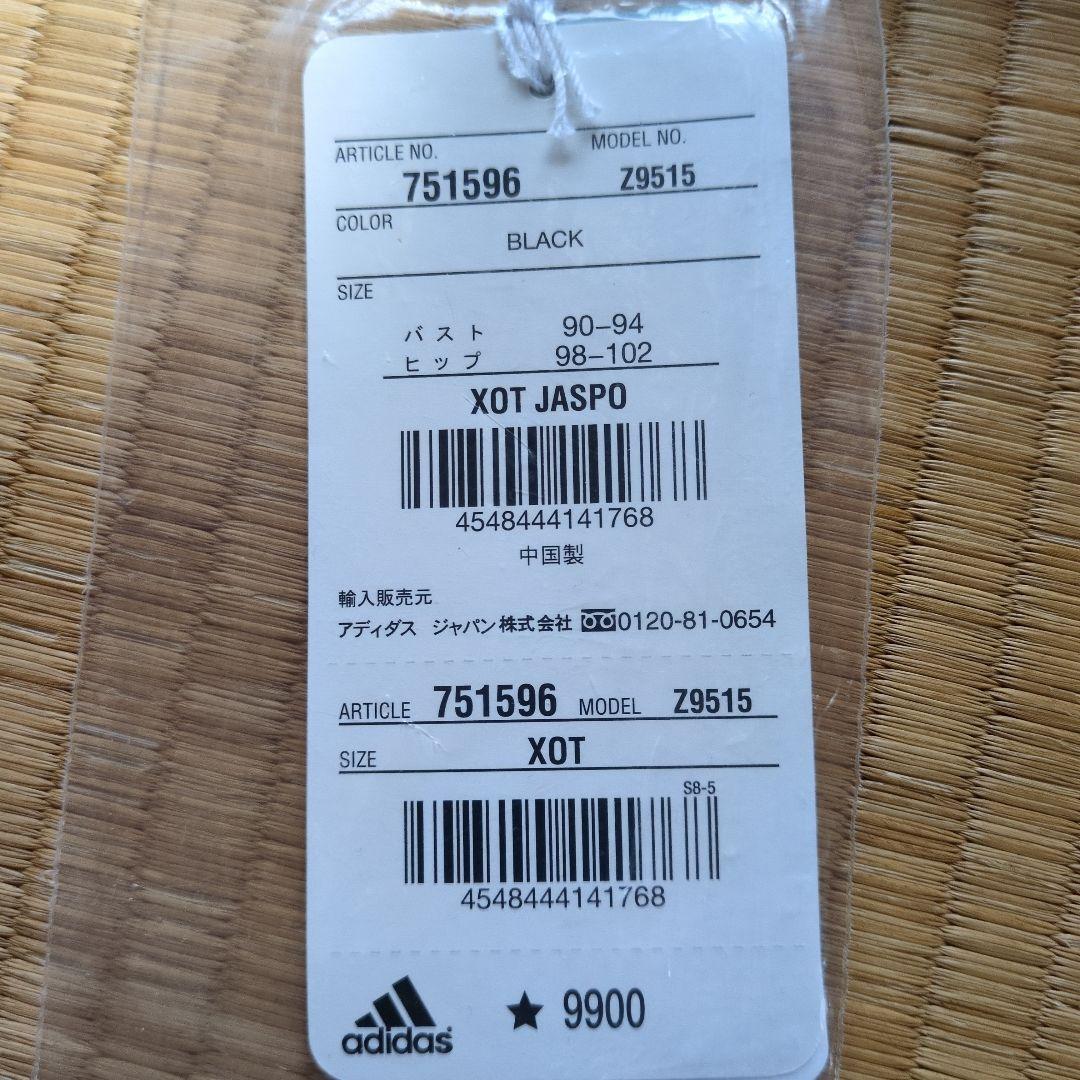 ARTICLE NO. MODEL NO.
751596 Z9515
COLOR
BLACK
SIZE
バスト 90-94
ヒップ 98-102
XOT JASPO
4548444141768
中国製
輸入販売元
アディダス ジャパン株式会社 0120-81-0654
ARTICLE 751596 MODEL Z9515
SIZE XOT
S8-5
4548444141768
adidas ★ 9900